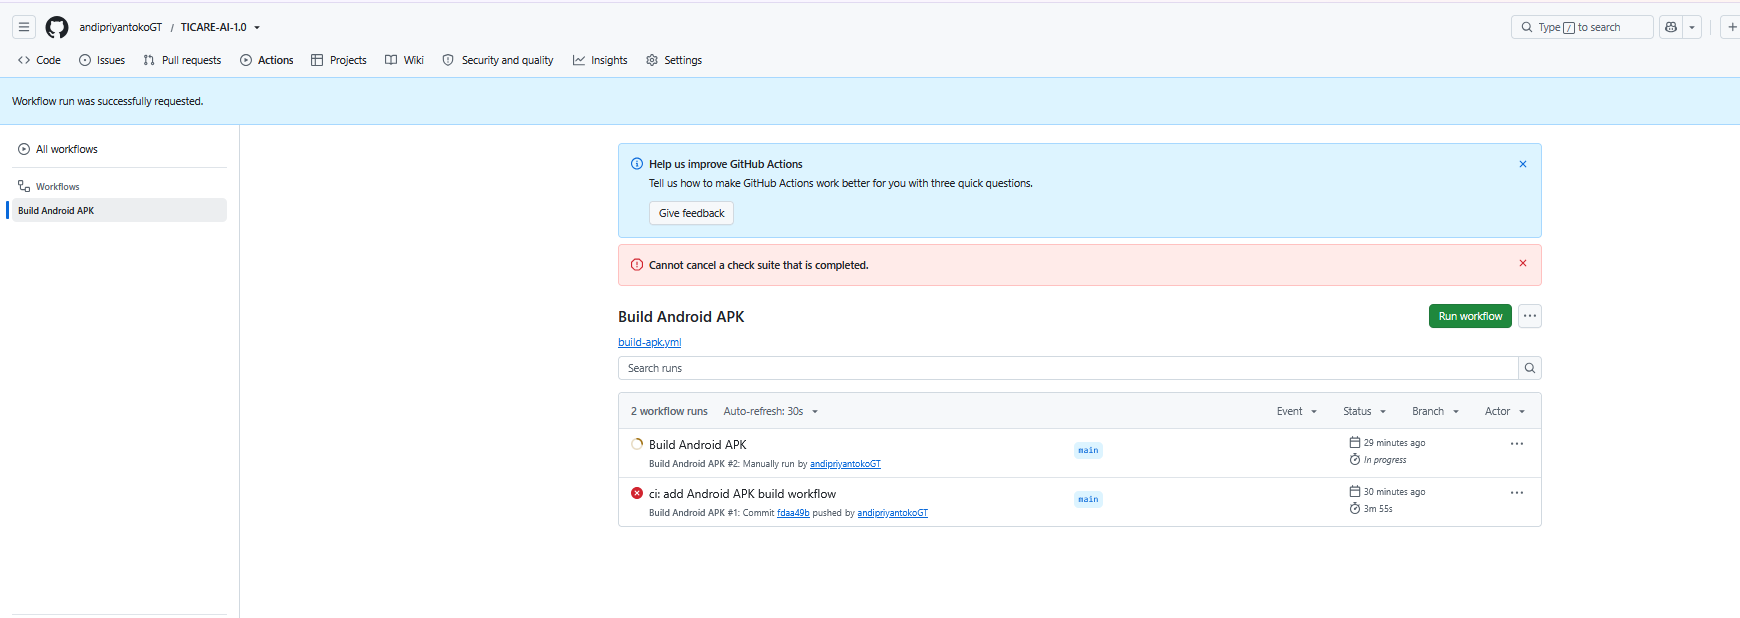 andipriyantokoGT / TICARE-AI-1.0
Type / to search
Code Issues Pull requests Actions Projects Wiki Security and quality Insights Settings
Workflow run was successfully requested.
All workflows
Workflows
Build Android APK
Help us improve GitHub Actions
Tell us how to make GitHub Actions work better for you with three quick questions.
Give feedback
Cannot cancel a check suite that is completed.
Build Android APK
Run workflow
build-apk.yml
Search runs
2 workflow runs Auto-refresh: 30s Event Status Branch Actor
Build Android APK
Build Android APK #2: Manually run by andipriyantokoGT
main
29 minutes ago
In progress
ci: add Android APK build workflow
Build Android APK #1: Commit fdaa49b pushed by andipriyantokoGT
main
30 minutes ago
3m 55s